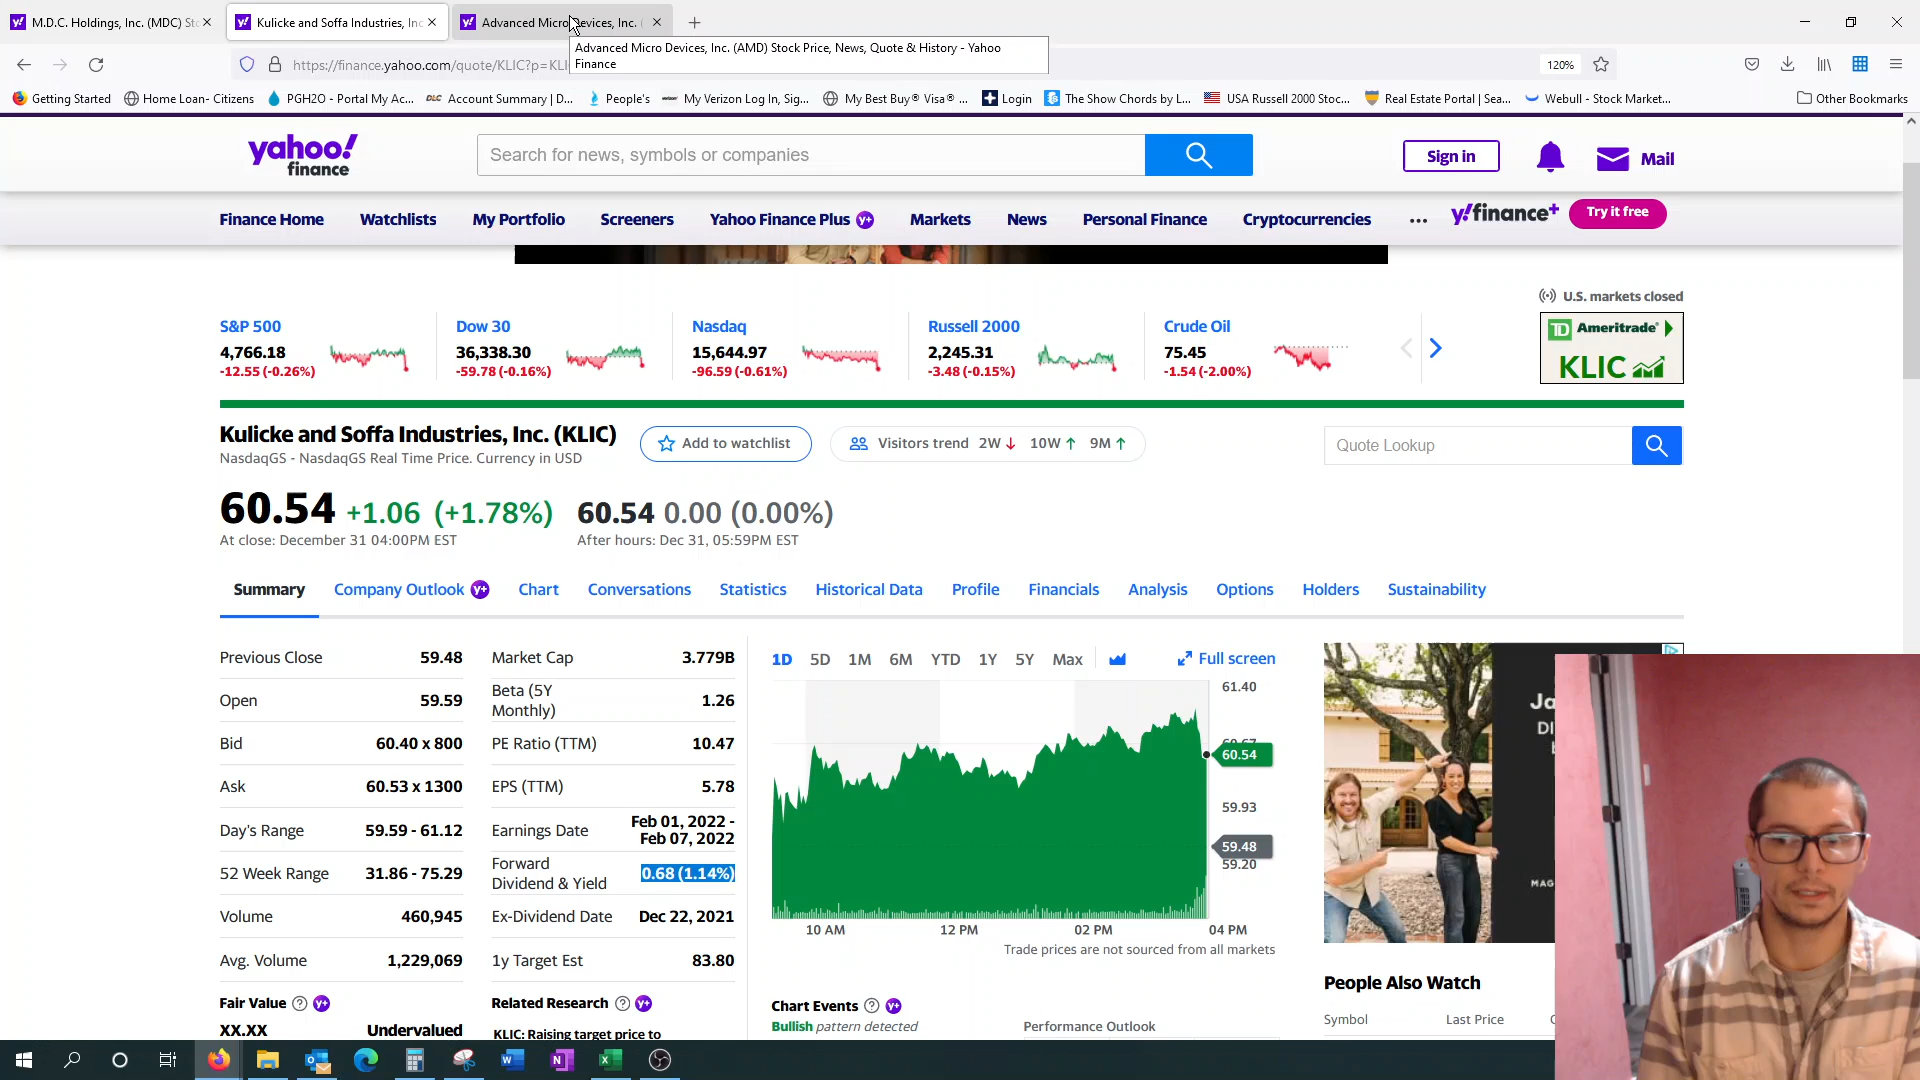 M.D.C. Holdings, Inc. (MDC) St
Kulicke and Soffa Industries, Inc
Advanced Micro Devices, Inc. (
Advanced Micro Devices, Inc. (AMD) Stock Price, News, Quote & History - Yahoo
Finance
https://finance.yahoo.com/quote/KLIC?p=KLI
120%
Getting Started
Home Loan- Citizens
PGH2O - Portal My Ac...
DLC Account Summary | D...
People's
My Verizon Log In, Sig...
My Best Buy® Visa® ...
Login
The Show Chords by L...
USA Russell 2000 Stoc...
Real Estate Portal | Sea...
Webull - Stock Market...
Other Bookmarks
yahoo!
finance
Search for news, symbols or companies
Sign in
Mail
Finance Home
Watchlists
My Portfolio
Screeners
Yahoo Finance Plus y+
Markets
News
Personal Finance
Cryptocurrencies
...
y!finance+
Try it free
U.S. markets closed
S&P 500
4,766.18
-12.55 (-0.26%)
Dow 30
36,338.30
-59.78 (-0.16%)
Nasdaq
15,644.97
-96.59 (-0.61%)
Russell 2000
2,245.31
-3.48 (-0.15%)
Crude Oil
75.45
-1.54 (-2.00%)
TD Ameritrade
KLIC
Kulicke and Soffa Industries, Inc. (KLIC)
NasdaqGS - NasdaqGS Real Time Price. Currency in USD
Add to watchlist
Visitors trend 2W ↓ 10W ↑ 9M ↑
Quote Lookup
60.54 +1.06 (+1.78%)
At close: December 31 04:00PM EST
60.54 0.00 (0.00%)
After hours: Dec 31, 05:59PM EST
Summary
Company Outlook y+
Chart
Conversations
Statistics
Historical Data
Profile
Financials
Analysis
Options
Holders
Sustainability
Previous Close 59.48
Open 59.59
Bid 60.40 x 800
Ask 60.53 x 1300
Day's Range 59.59 - 61.12
52 Week Range 31.86 - 75.29
Volume 460,945
Avg. Volume 1,229,069
Fair Value ? y+
XX.XX Undervalued
Market Cap 3.779B
Beta (5Y
Monthly) 1.26
PE Ratio (TTM) 10.47
EPS (TTM) 5.78
Earnings Date Feb 01, 2022 -
Feb 07, 2022
Forward
Dividend & Yield 0.68 (1.14%)
Ex-Dividend Date Dec 22, 2021
1y Target Est 83.80
Related Research ? y+
KLIC: Raising target price to
1D 5D 1M 6M YTD 1Y 5Y Max
Full screen
61.40
60.54
59.93
59.48
59.20
10 AM
12 PM
02 PM
04 PM
Trade prices are not sourced from all markets
Chart Events ? y+
Bullish pattern detected
Performance Outlook
MAG
People Also Watch
Symbol
Last Price